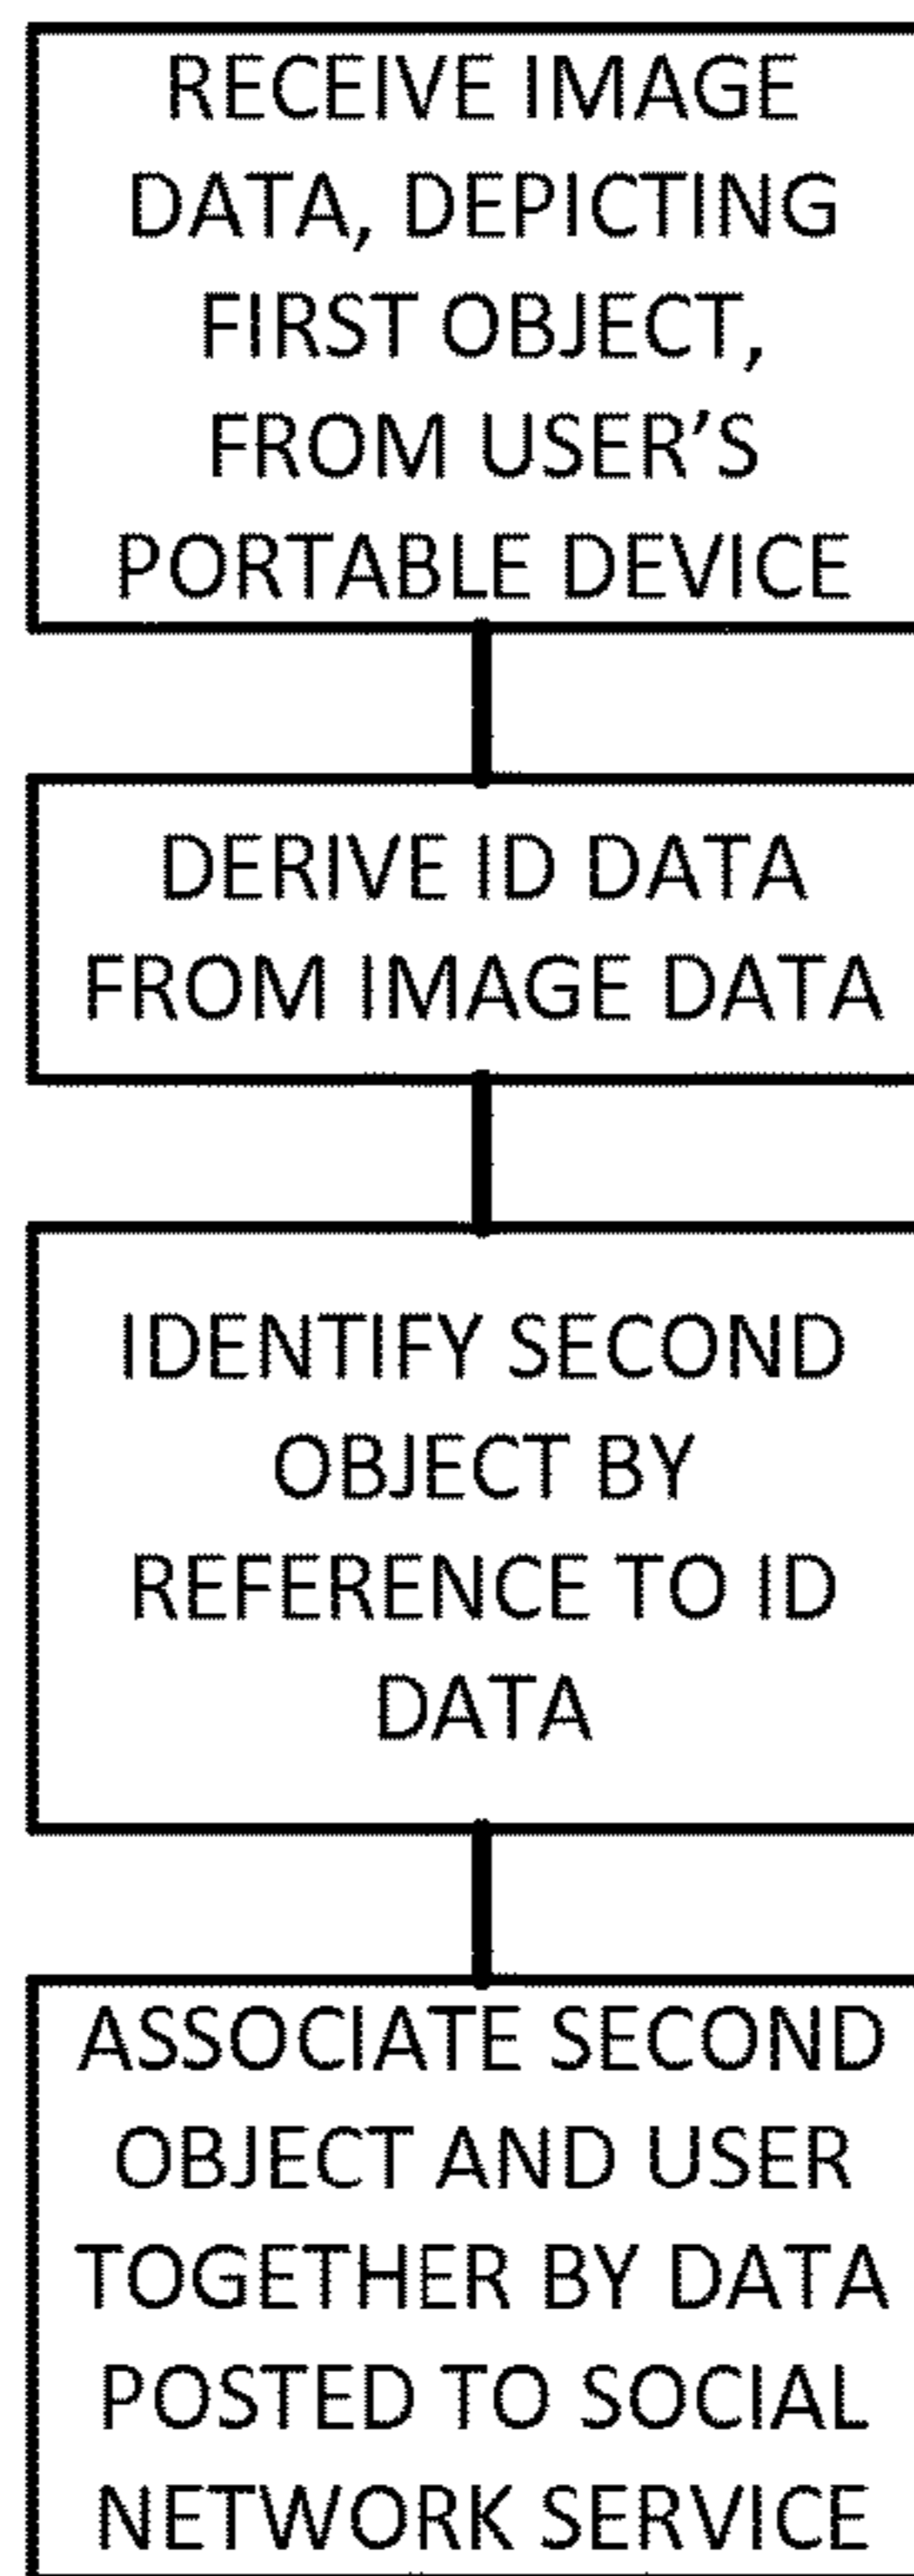 RECEIVE IMAGE
DATA, DEPICTING
FIRST OBJECT,
FROM USER’S
PORTABLE DEVICE
DERIVE ID DATA
FROM IMAGE DATA
IDENTIFY SECOND
OBJECT BY
REFERENCE TO ID
DATA
ASSOCIATE SECOND
OBJECT AND USER
TOGETHER BY DATA
POSTED TO SOCIAL
NETWORK SERVICE